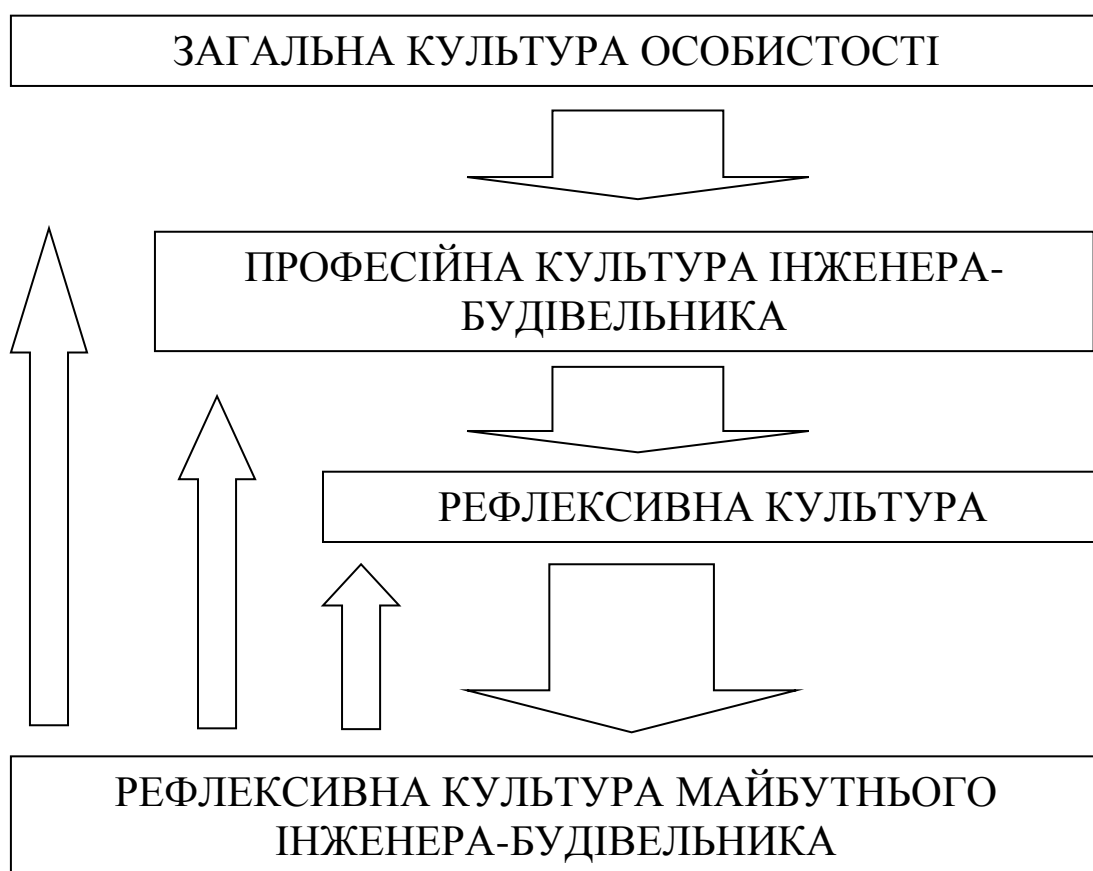 ЗАГАЛЬНА КУЛЬТУРА ОСОБИСТОСТІ
ПРОФЕСІЙНА КУЛЬТУРА ІНЖЕНЕРА-
БУДІВЕЛЬНИКА
РЕФЛЕКСИВНА КУЛЬТУРА
РЕФЛЕКСИВНА КУЛЬТУРА МАЙБУТНЬОГО
ІНЖЕНЕРА-БУДІВЕЛЬНИКА